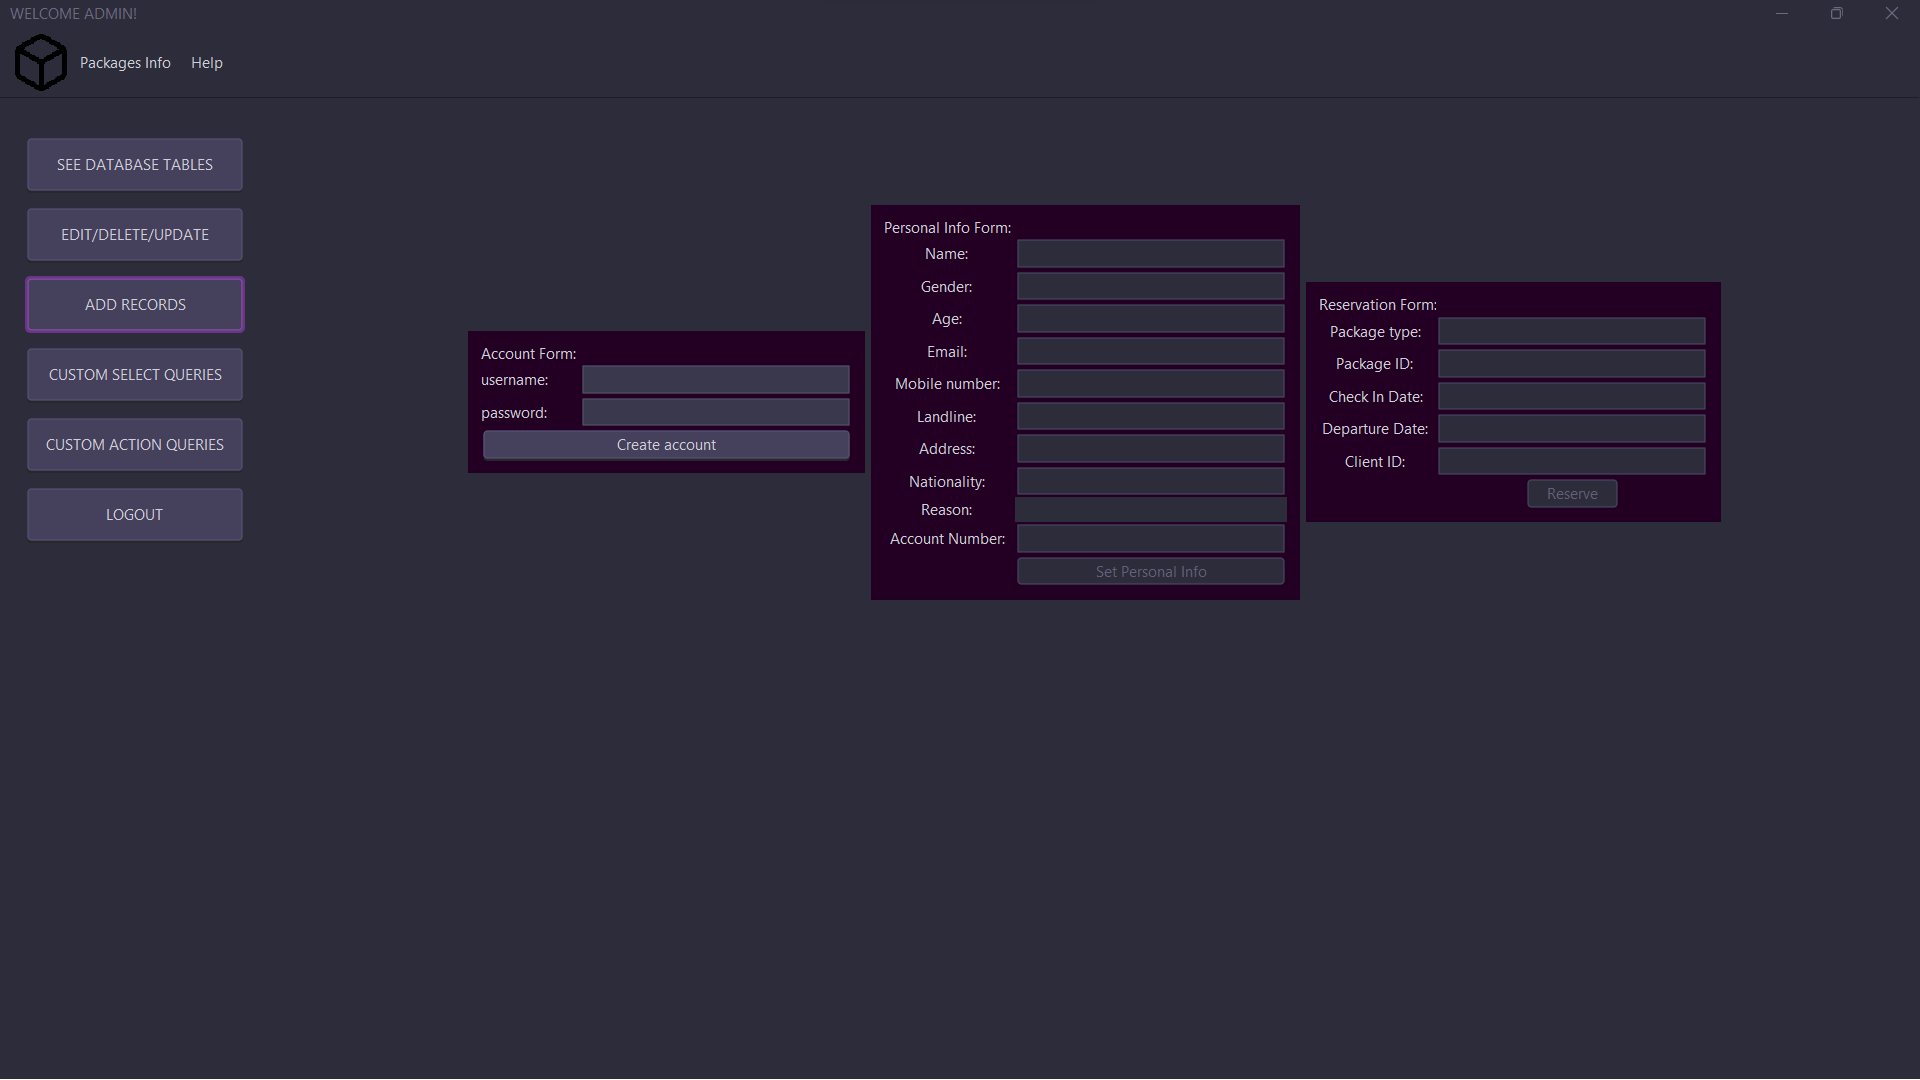 WELCOME ADMIN!
Packages Info
Help
SEE DATABASE TABLES
EDIT/DELETE/UPDATE
ADD RECORDS
CUSTOM SELECT QUERIES
CUSTOM ACTION QUERIES
LOGOUT
Account Form:
username:
password:
Create account
Personal Info Form:
Name:
Gender:
Age:
Email:
Mobile number:
Landline:
Address:
Nationality:
Reason:
Account Number:
Set Personal Info
Reservation Form:
Package type:
Package ID:
Check In Date:
Departure Date:
Client ID:
Reserve